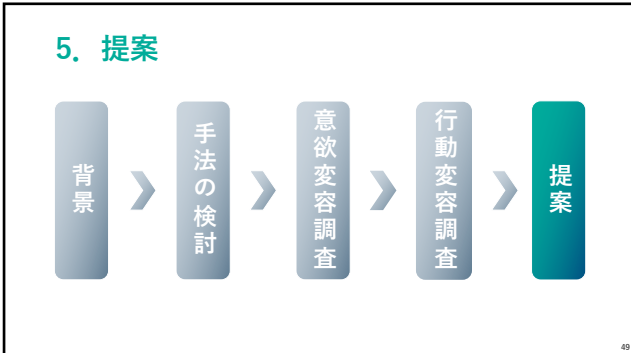 5. 提案
背景
手法の検討
意欲変容調査
行動変容調査
提案
49